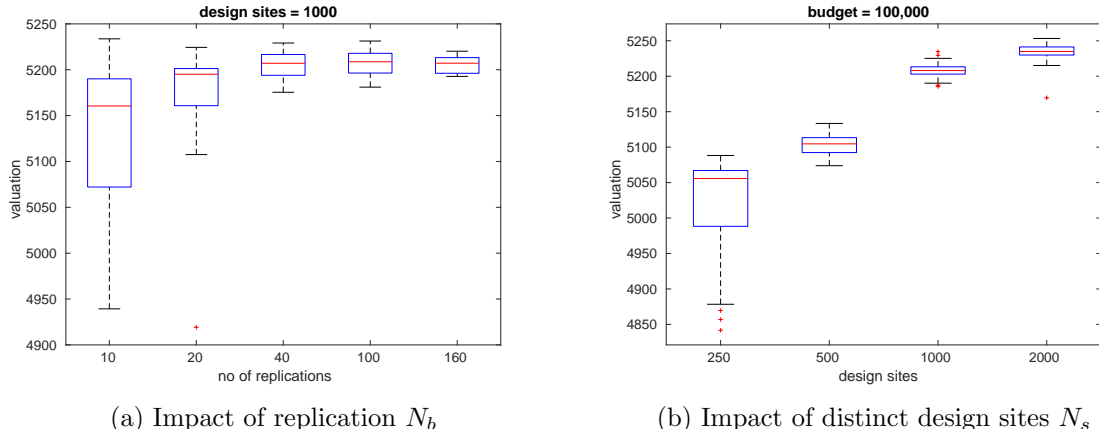 design sites = 1000
5250
5200
5150
5100
5050
5000
4950
4900
valuation
10 20 40 100 160
no of replications
(a) Impact of replication N_b
budget = 100,000
5250
5200
5150
5100
5050
5000
4950
4900
4850
valuation
250 500 1000 2000
design sites
(b) Impact of distinct design sites N_s